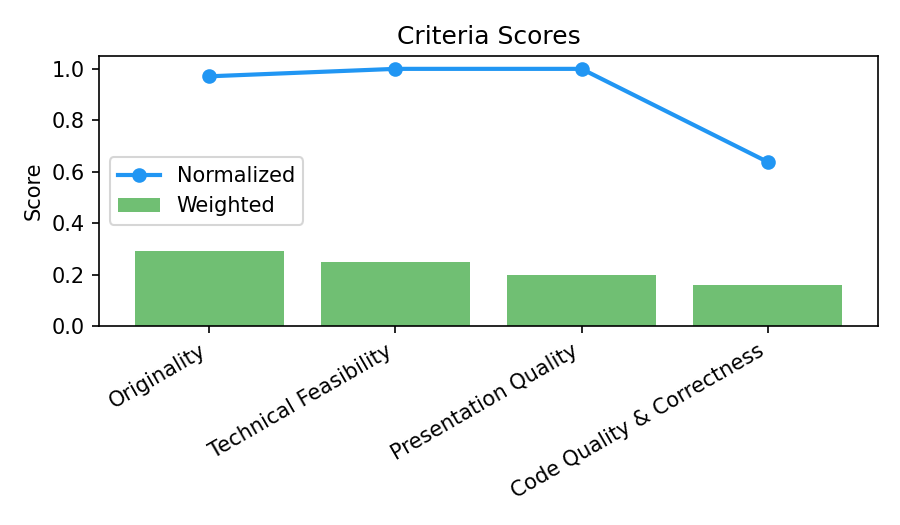 Criteria Scores
1.0
0.8
0.6
0.4
0.2
0.0
Score
Normalized
Weighted
Originality
Technical Feasibility
Presentation Quality
Code Quality & Correctness